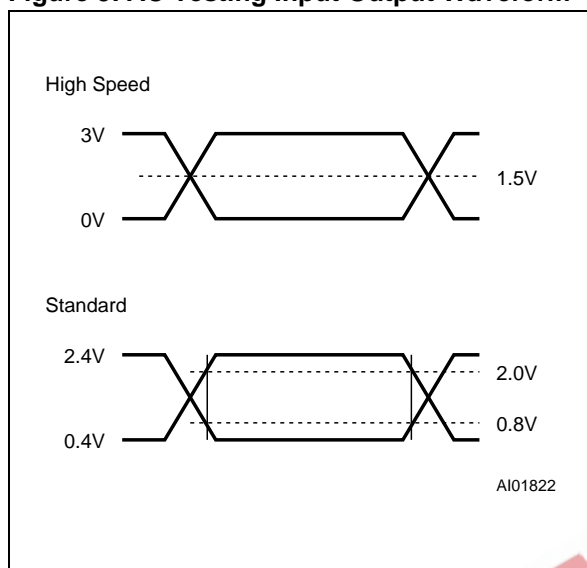 Figure AC Testing Input Output Waveform
High Speed
3V
1.5V
0V
Standard
2.4V
2.0V
0.8V
0.4V
AI01822